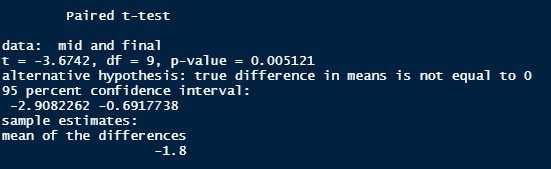 Paired t-test
data:  mid and final
t = -3.6742, df = 9, p-value = 0.005121
alternative hypothesis: true difference in means is not equal to 0
95 percent confidence interval:
 -2.9082262 -0.6917738
sample estimates:
mean of the differences
-1.8